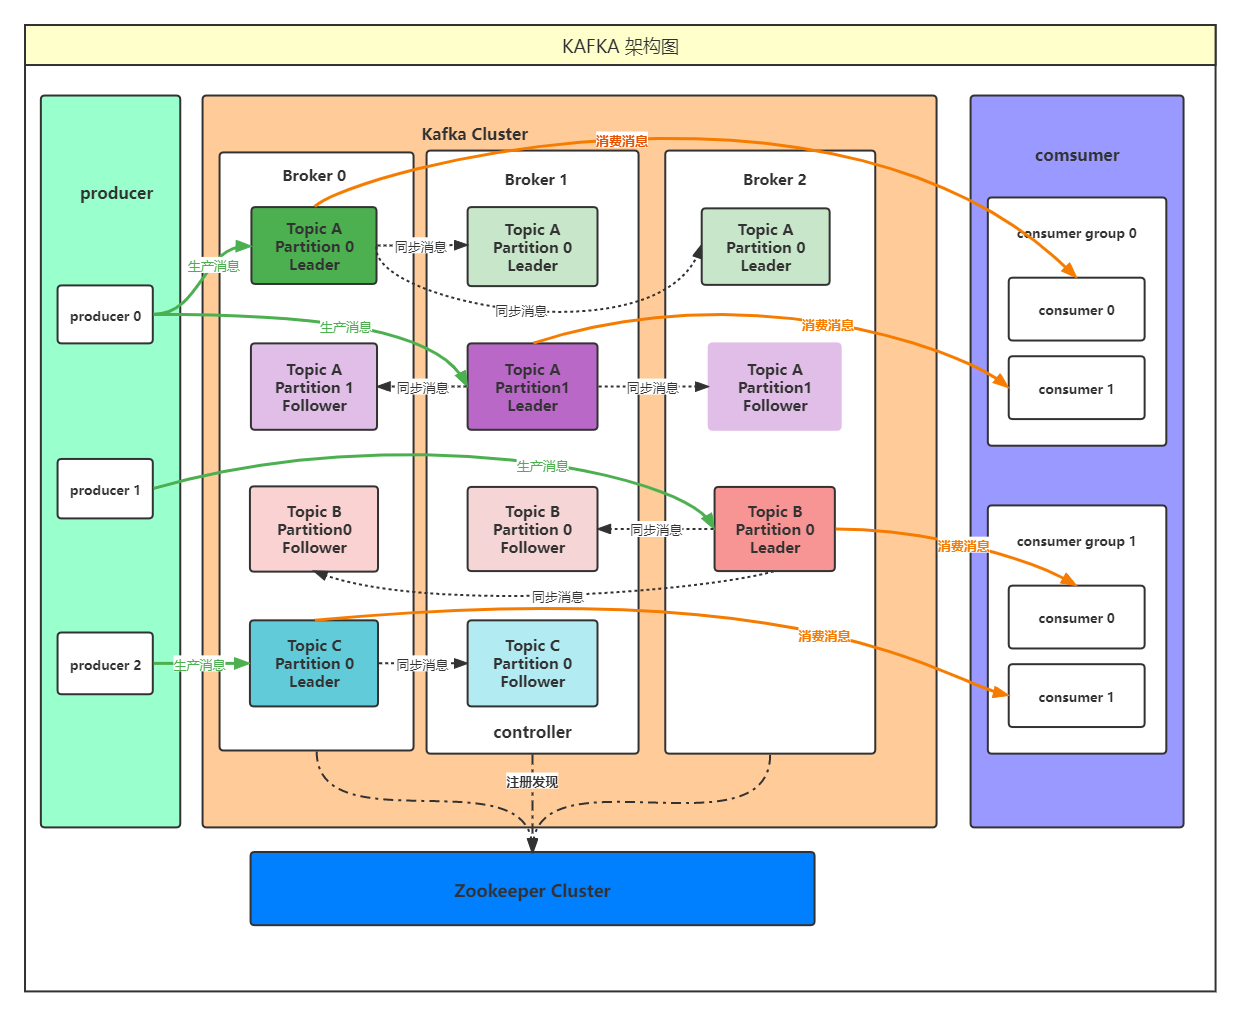 KAFKA 架构图
producer
producer 0
producer 1
producer 2
生产消息
生产消息
生产消息
生产消息
Kafka Cluster
Broker 0
Topic A
Partition 0
Leader
Topic A
Partition 1
Follower
Topic B
Partition0
Follower
Topic C
Partition 0
Leader
同步消息
同步消息
同步消息
同步消息
同步消息
同步消息
同步消息
Broker 1
Topic A
Partition 0
Leader
Topic A
Partition1
Leader
Topic B
Partition 0
Follower
Topic C
Partition 0
Follower
controller
Broker 2
Topic A
Partition 0
Leader
Topic A
Partition1
Follower
Topic B
Partition 0
Leader
消费消息
消费消息
消费消息
消费消息
comsumer
consumer group 0
consumer 0
consumer 1
consumer group 1
consumer 0
consumer 1
注册发现
Zookeeper Cluster